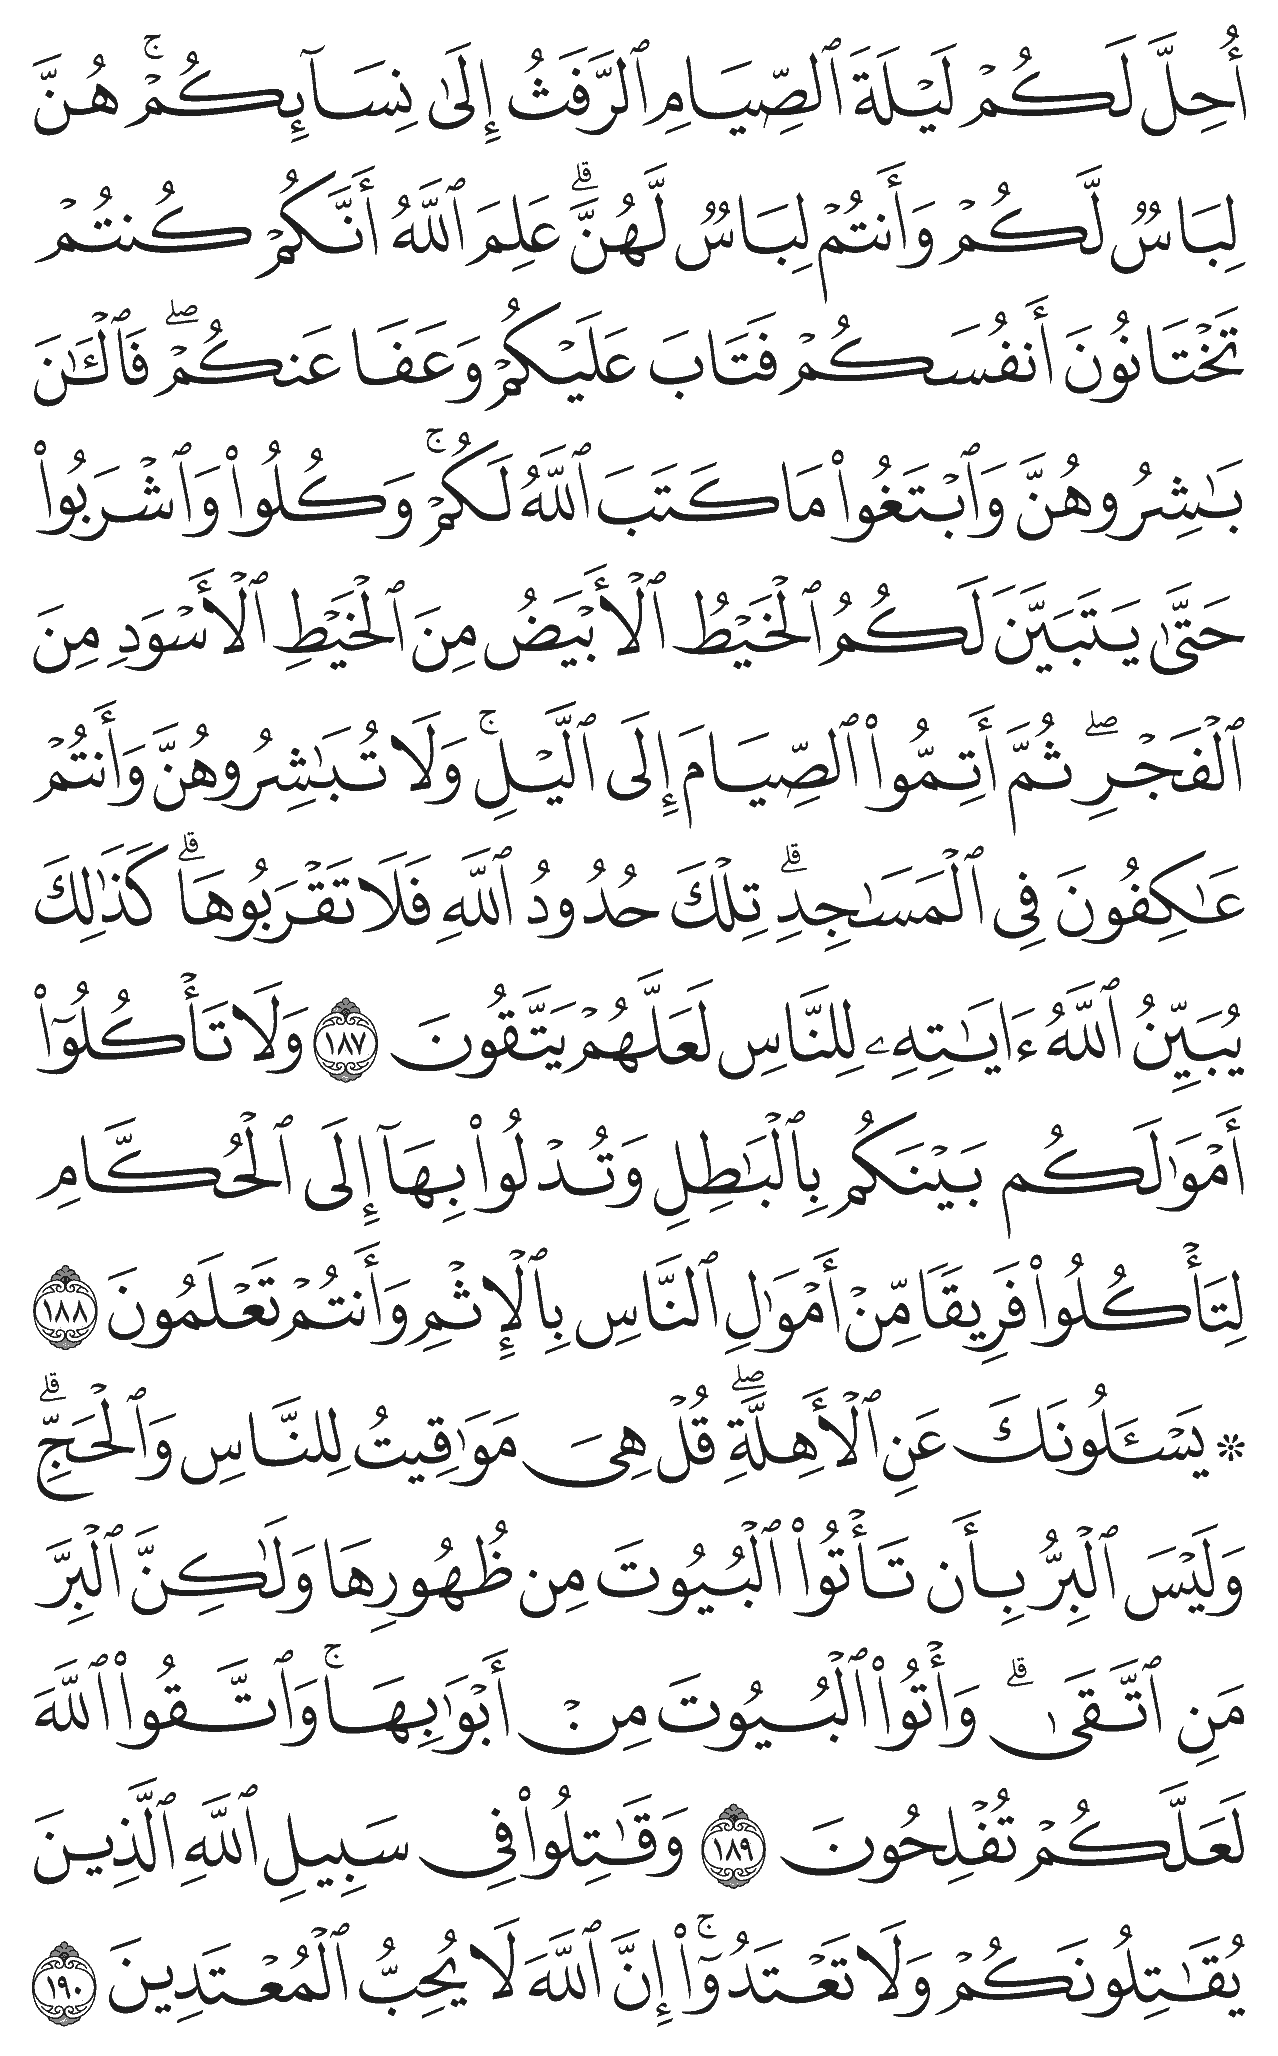 أُحِلَّ لَكُمۡ لَيۡلَةَ ٱلصِّيَامِ ٱلرَّفَثُ إِلَىٰ نِسَآئِكُمۡۚ هُنَّ
لِبَاسٞ لَّكُمۡ وَأَنتُمۡ لِبَاسٞ لَّهُنَّۗ عَلِمَ ٱللَّهُ أَنَّكُمۡ كُنتُمۡ
تَخۡتَانُونَ أَنفُسَكُمۡ فَتَابَ عَلَيۡكُمۡ وَعَفَا عَنكُمۡۖ فَٱلۡـَٰٔنَ
بَٰشِرُوهُنَّ وَٱبۡتَغُواْ مَا كَتَبَ ٱللَّهُ لَكُمۡۚ وَكُلُواْ وَٱشۡرَبُواْ
حَتَّىٰ يَتَبَيَّنَ لَكُمُ ٱلۡخَيۡطُ ٱلۡأَبۡيَضُ مِنَ ٱلۡخَيۡطِ ٱلۡأَسۡوَدِ مِنَ
ٱلۡفَجۡرِۖ ثُمَّ أَتِمُّواْ ٱلصِّيَامَ إِلَى ٱلَّيۡلِۚ وَلَا تُبَٰشِرُوهُنَّ وَأَنتُمۡ
عَٰكِفُونَ فِي ٱلۡمَسَٰجِدِۗ تِلۡكَ حُدُودُ ٱللَّهِ فَلَا تَقۡرَبُوهَاۗ كَذَٰلِكَ
يُبَيِّنُ ٱللَّهُ ءَايَٰتِهِۦ لِلنَّاسِ لَعَلَّهُمۡ يَتَّقُونَ ١٨٧ وَلَا تَأۡكُلُوٓاْ
أَمۡوَٰلَكُم بَيۡنَكُم بِٱلۡبَٰطِلِ وَتُدۡلُواْ بِهَآ إِلَى ٱلۡحُكَّامِ
لِتَأۡكُلُواْ فَرِيقٗا مِّنۡ أَمۡوَٰلِ ٱلنَّاسِ بِٱلۡإِثۡمِ وَأَنتُمۡ تَعۡلَمُونَ ١٨٨
۞ يَسۡـَٔلُونَكَ عَنِ ٱلۡأَهِلَّةِۖ قُلۡ هِيَ مَوَٰقِيتُ لِلنَّاسِ وَٱلۡحَجِّۗ
وَلَيۡسَ ٱلۡبِرُّ بِأَن تَأۡتُواْ ٱلۡبُيُوتَ مِن ظُهُورِهَا وَلَٰكِنَّ ٱلۡبِرَّ
مَنِ ٱتَّقَىٰۗ وَأۡتُواْ ٱلۡبُيُوتَ مِنۡ أَبۡوَٰبِهَاۚ وَٱتَّقُواْ ٱللَّهَ
لَعَلَّكُمۡ تُفۡلِحُونَ ١٨٩ وَقَٰتِلُواْ فِي سَبِيلِ ٱللَّهِ ٱلَّذِينَ
يُقَٰتِلُونَكُمۡ وَلَا تَعۡتَدُوٓاْۚ إِنَّ ٱللَّهَ لَا يُحِبُّ ٱلۡمُعۡتَدِينَ ١٩٠